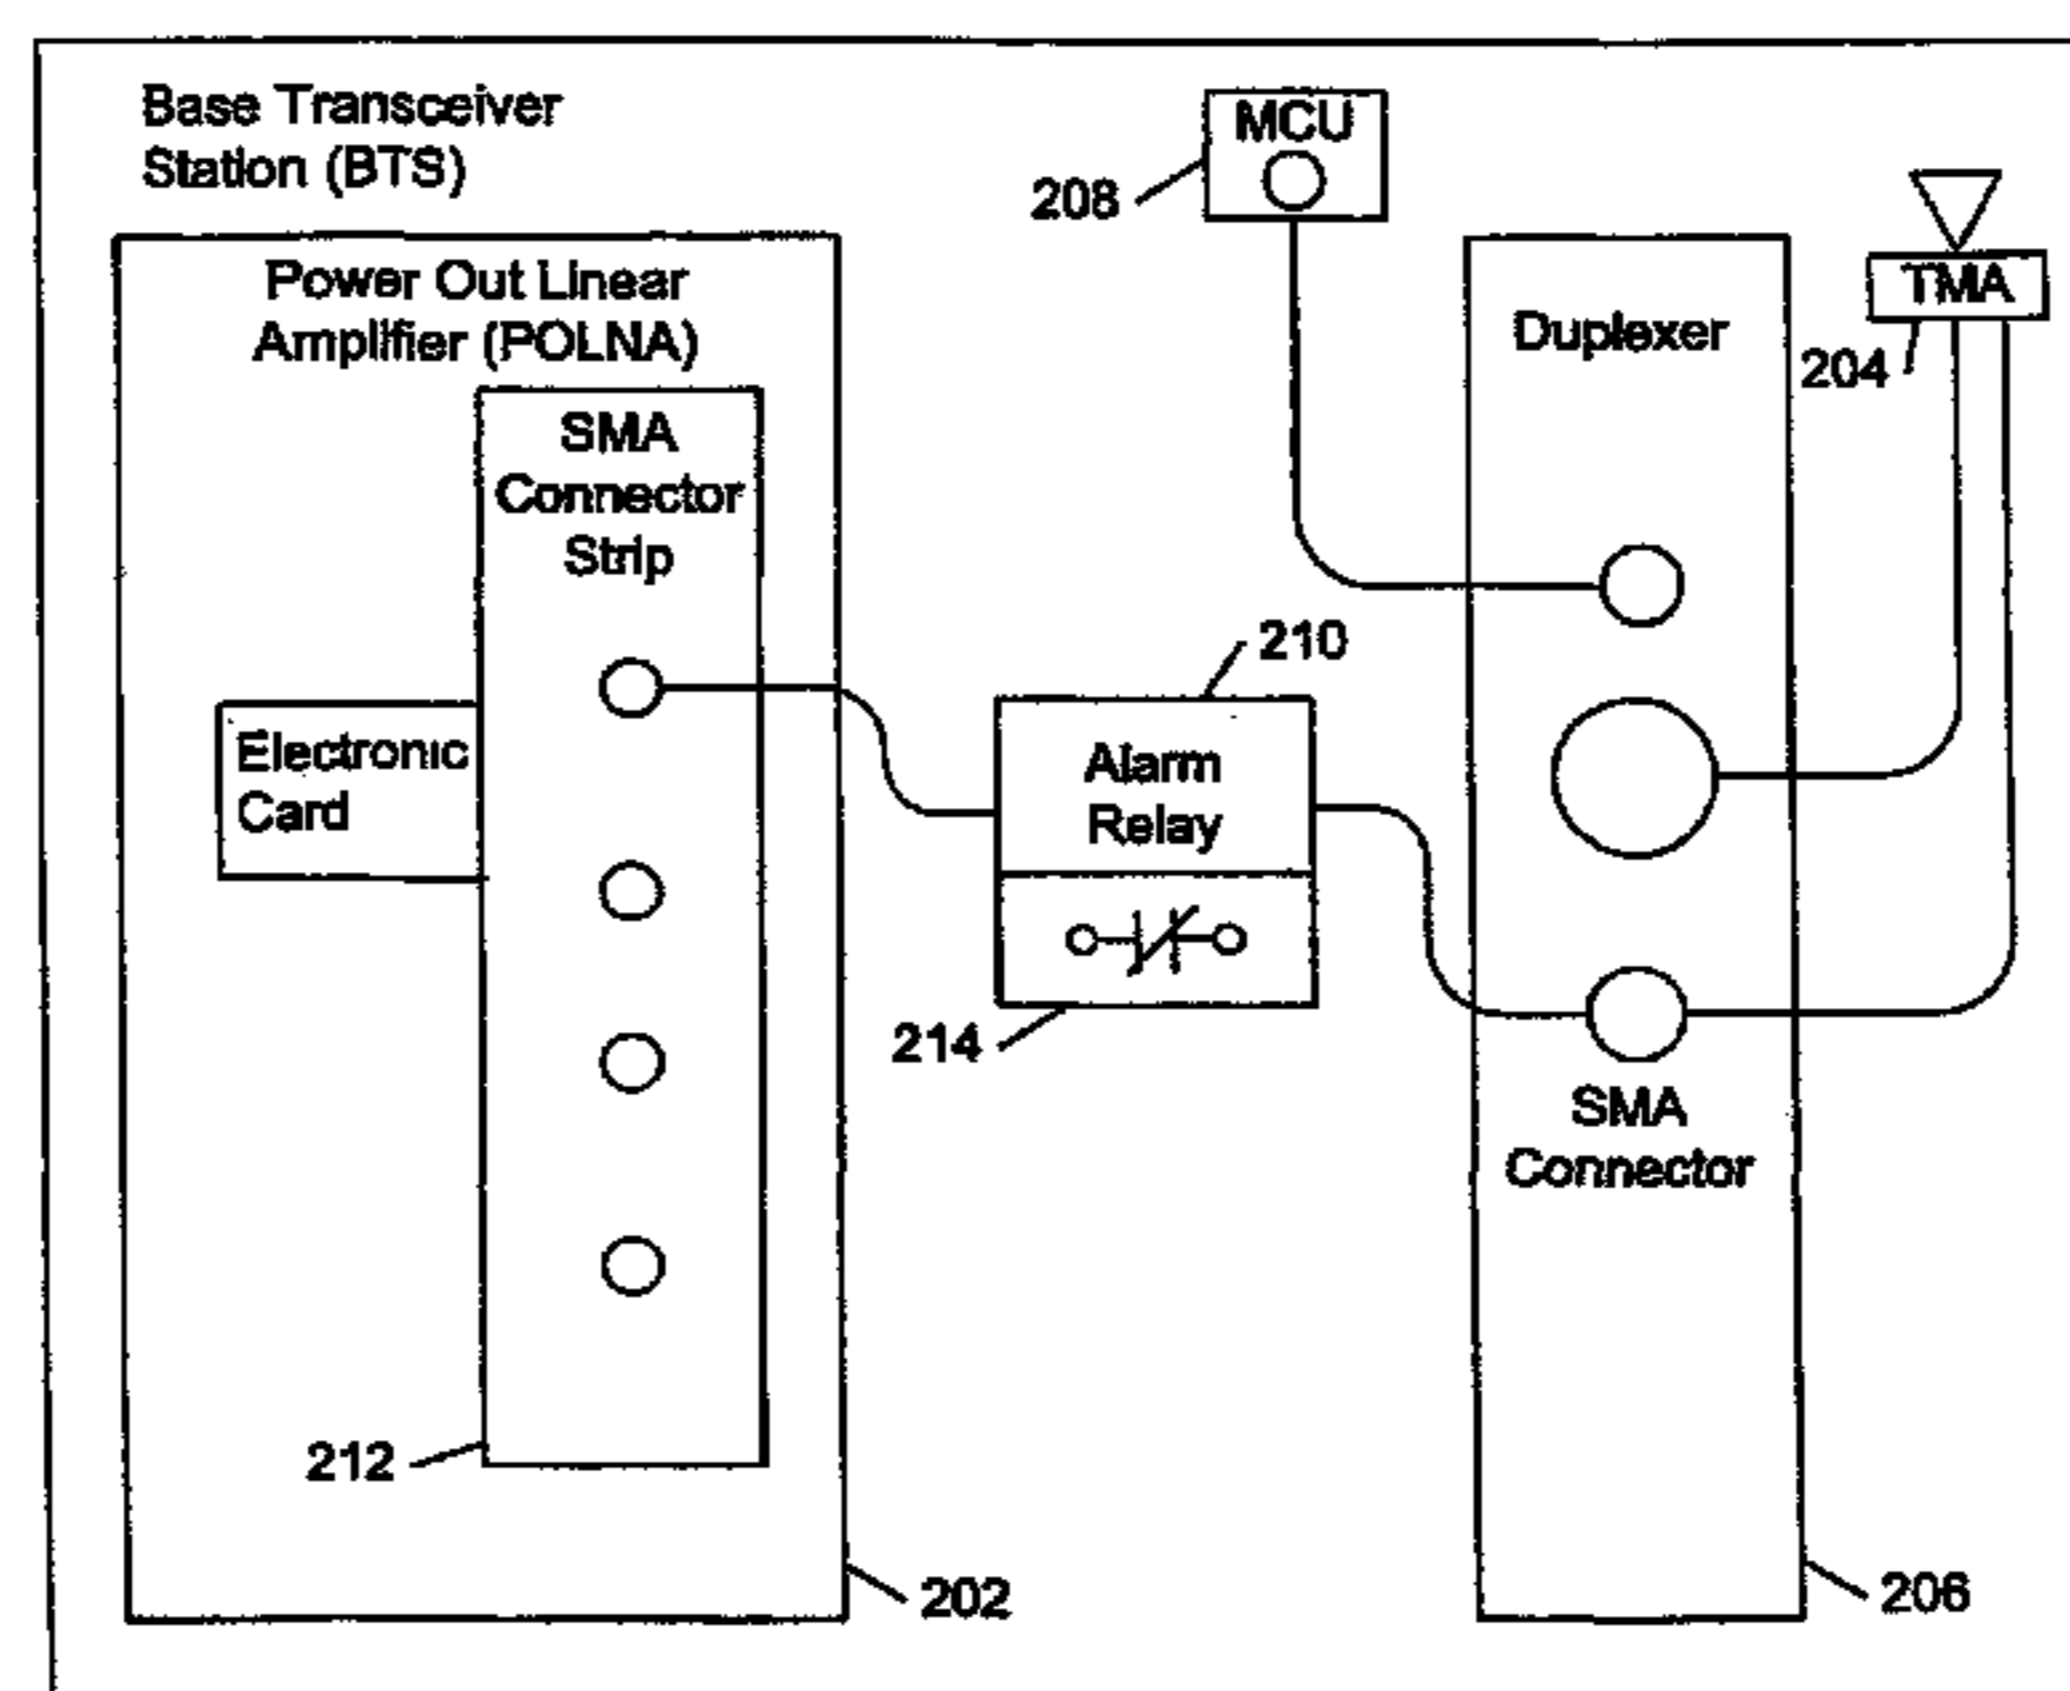 Base Transceiver
Station (BTS)
MCU
208
Power Out Linear
Amplifier (POLNA)
TMA
Duplexer
204
SMA
Connector
Strip
210
Electronic
Card
Alarm
Relay
214
SMA
Connector
212
202
206